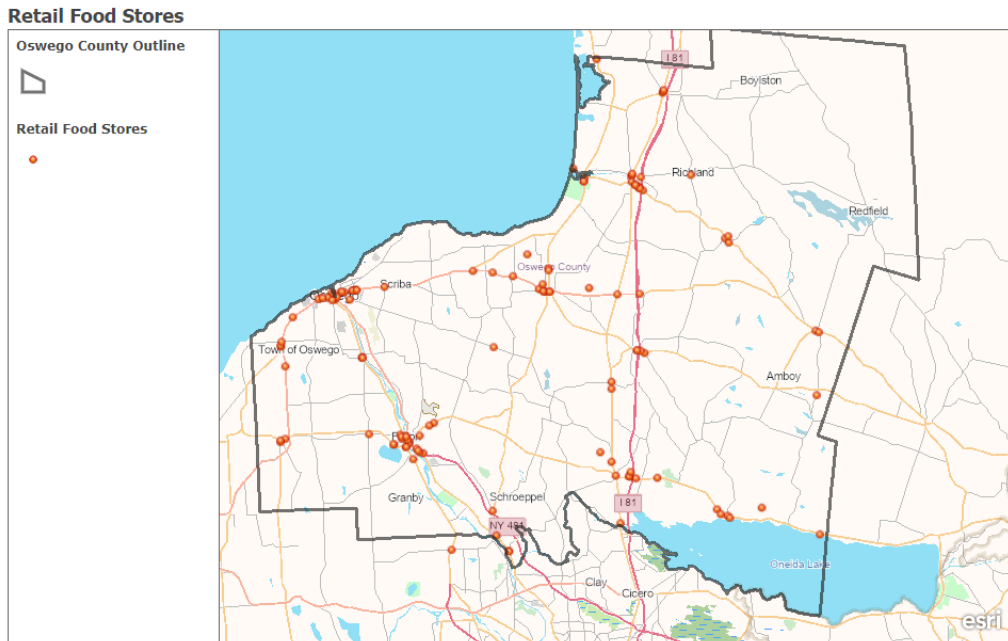 Retail Food Stores
Oswego County Outline
Retail Food Stores
I 81
Boylston
Richland
Redfield
Oswego County
Scriba
Town of Oswego
Amboy
Granby
Schroeppel
I 81
NY 481
Oneida Lake
Clay
Cicero
esri